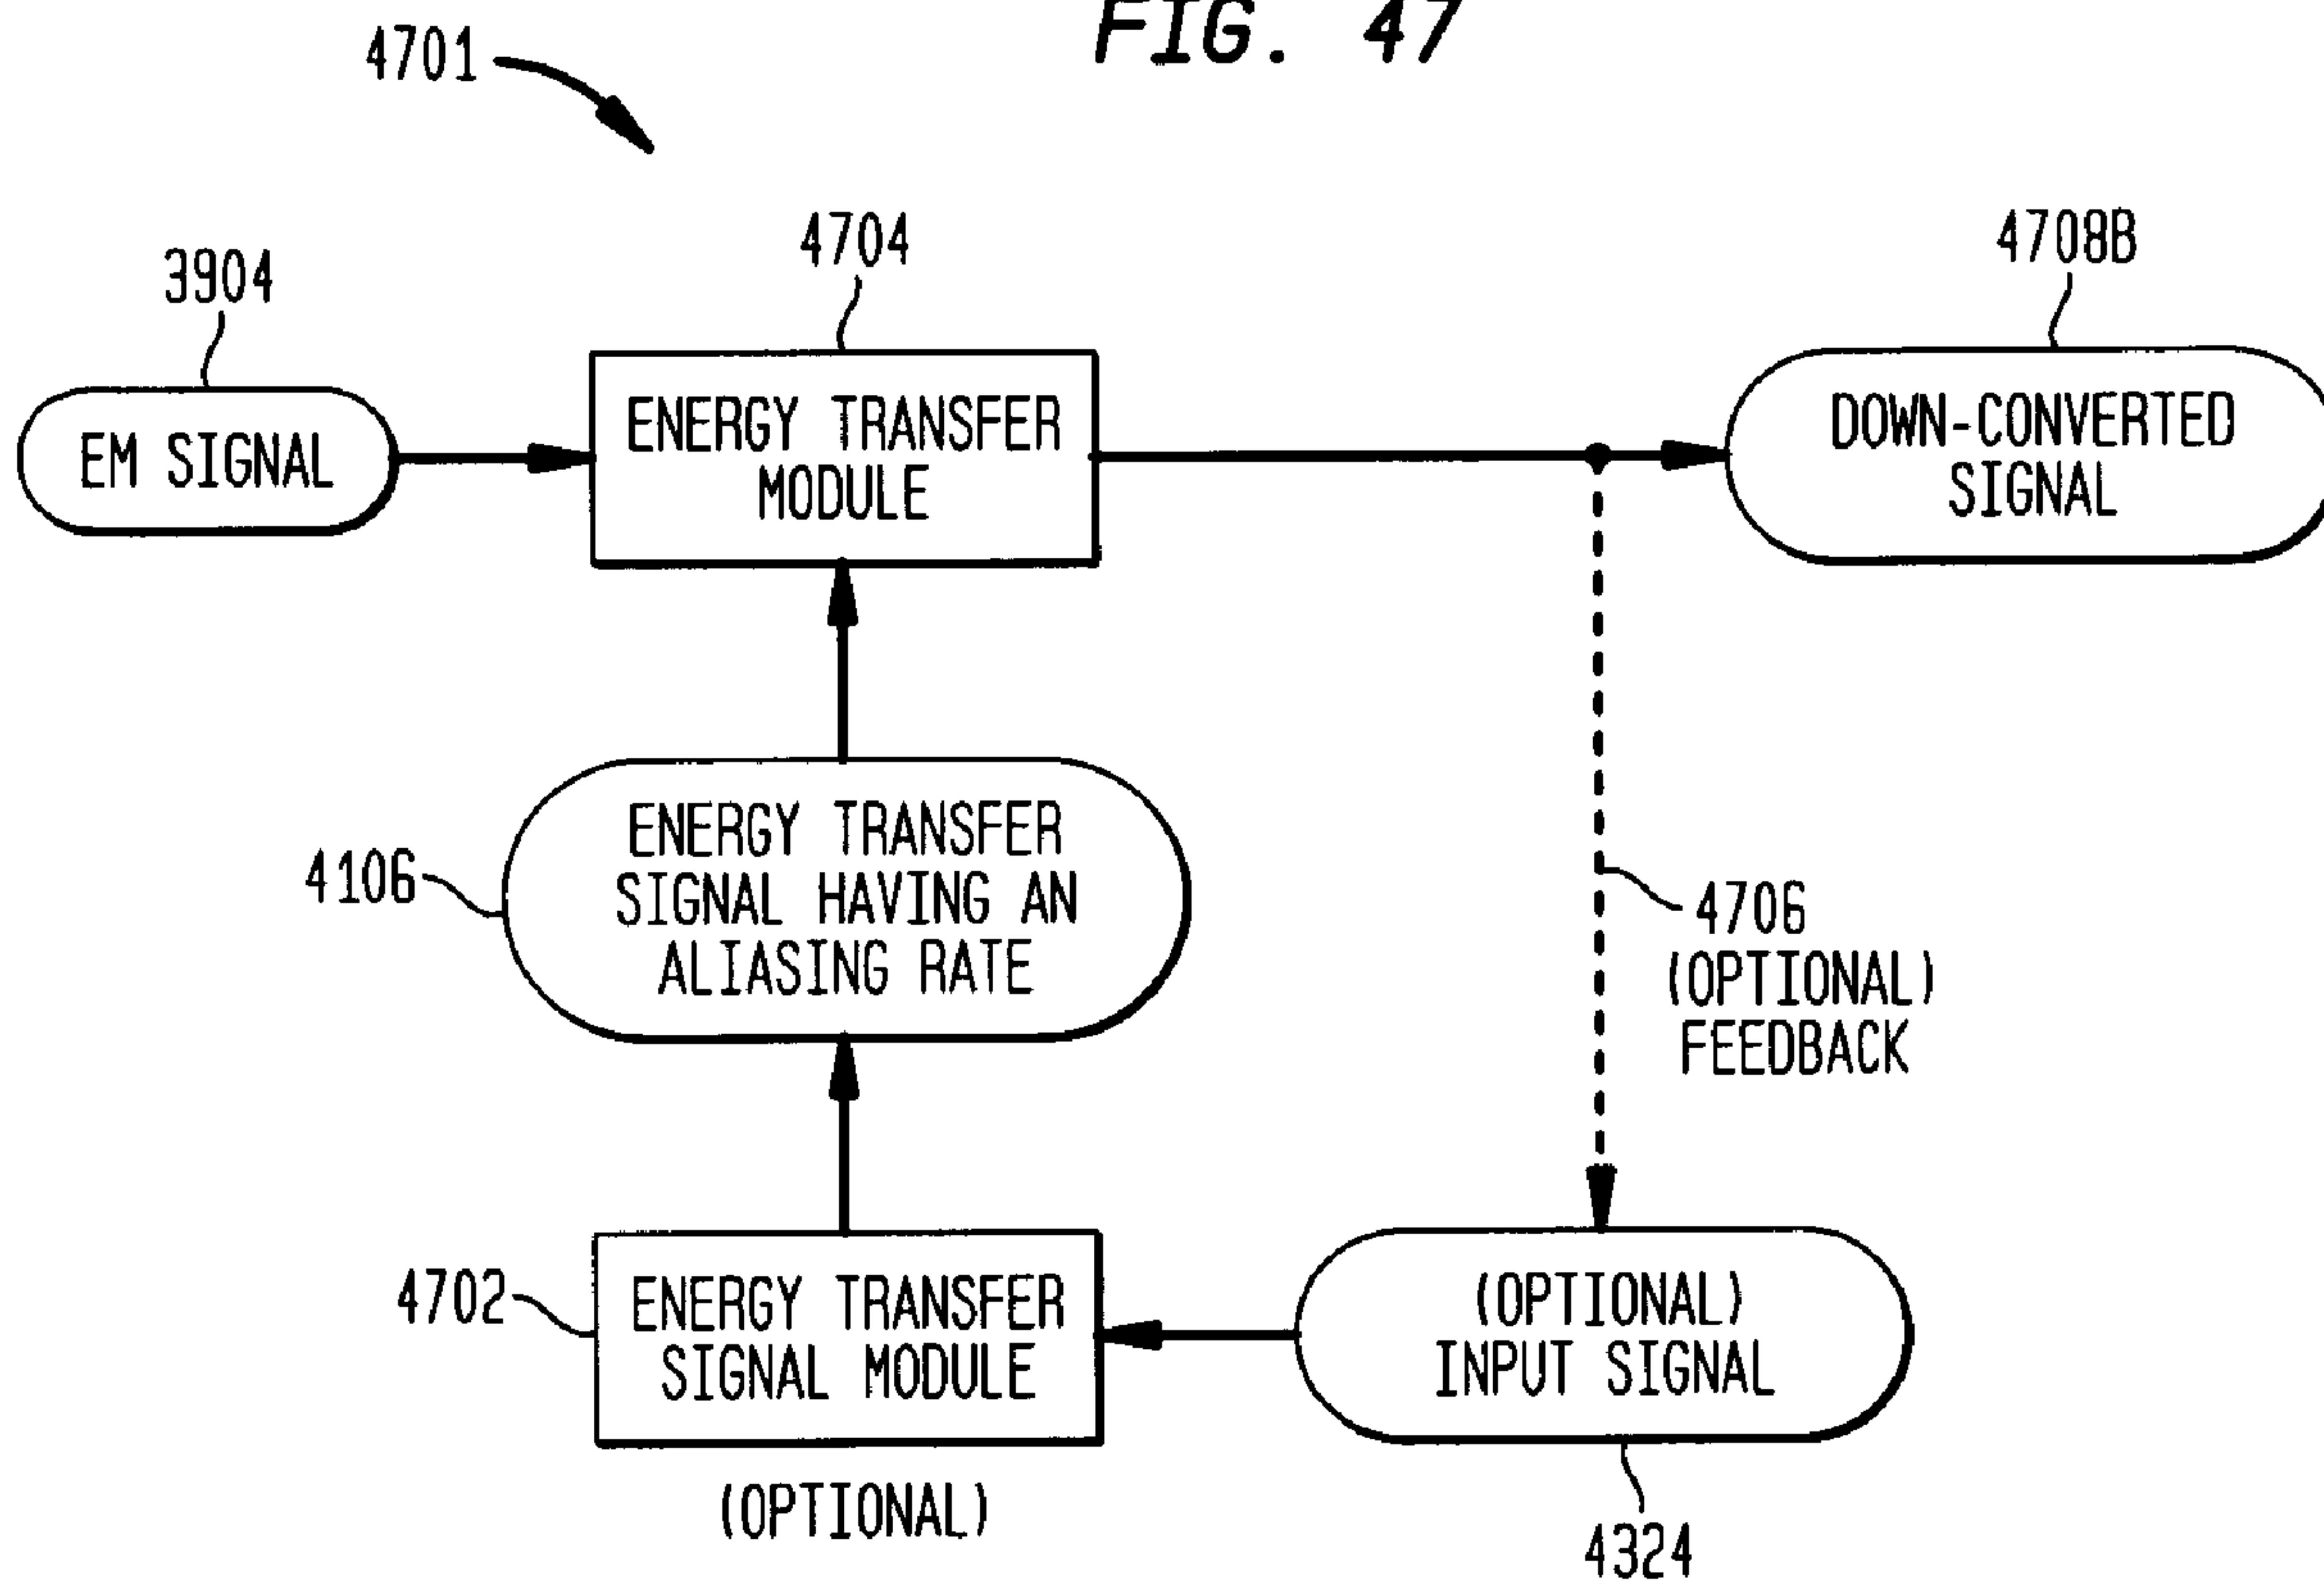 FIG. 47
4701
4704
4708B
3904
EM SIGNAL
ENERGY TRANSFER
MODULE
DOWN-CONVERTED
SIGNAL
4106
ENERGY TRANSFER
SIGNAL HAVING AN
ALIASING RATE
4706
(OPTIONAL)
FEEDBACK
4702
ENERGY TRANSFER
SIGNAL MODULE
(OPTIONAL)
(OPTIONAL)
INPUT SIGNAL
4324